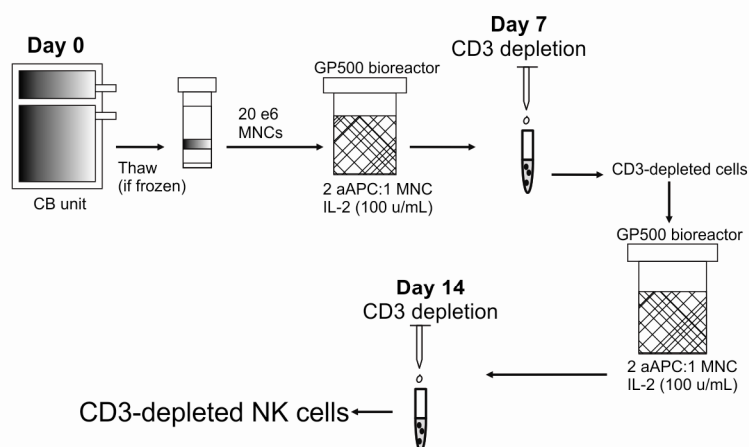 Day 0
CB unit
Thaw
(if frozen)
20 e6
MNCs
GP500 bioreactor
2 aAPC:1 MNC
IL-2 (100 u/mL)
Day 7
CD3 depletion
CD3-depleted cells
GP500 bioreactor
2 aAPC:1 MNC
IL-2 (100 u/mL)
Day 14
CD3 depletion
CD3-depleted NK cells